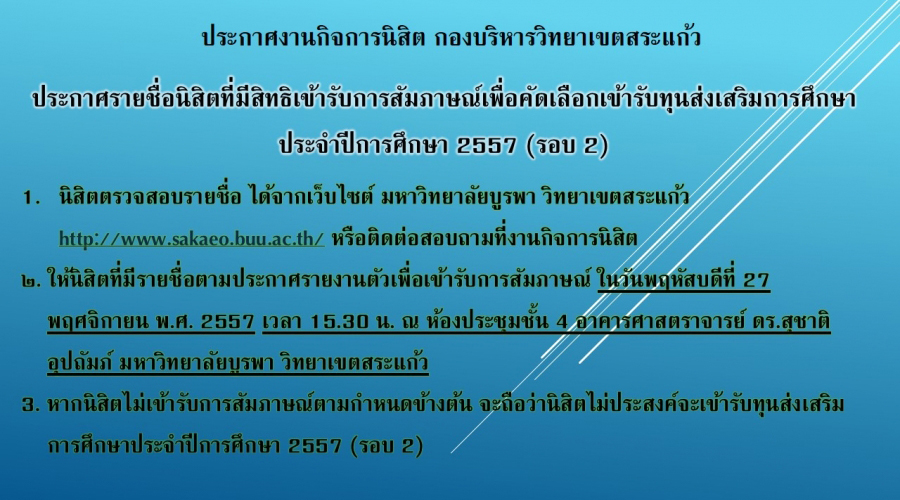 ประกาศงานกิจการนิสิต กองบริหารวิทยาเขตสระแก้ว
ประกาศรายชื่อนิสิตที่มีสิทธิเข้ารับการสัมภาษณ์เพื่อคัดเลือกเข้ารับทุนส่งเสริมการศึกษา
ประจำปีการศึกษา 2557 (รอบ 2)
1. นิสิตตรวจสอบรายชื่อ ได้จากเว็บไซต์ มหาวิทยาลัยบูรพา วิทยาเขตสระแก้ว
http://www.sakaeo.buu.ac.th/ หรือติดต่อสอบถามที่งานกิจการนิสิต
๒. ให้นิสิตที่มีรายชื่อตามประกาศรายงานตัวเพื่อเข้ารับการสัมภาษณ์ ในวันพฤหัสบดีที่ 27
พฤศจิกายน พ.ศ. 2557 เวลา 15.30 น. ณ ห้องประชุมชั้น 4 อาคารศาสตราจารย์ ดร.สุชาติ
อุปถัมภ์ มหาวิทยาลัยบูรพา วิทยาเขตสระแก้ว
3. หากนิสิตไม่เข้ารับการสัมภาษณ์ตามกำหนดข้างต้น จะถือว่านิสิตไม่ประสงค์จะเข้ารับทุนส่งเสริม
การศึกษาประจำปีการศึกษา 2557 (รอบ 2)